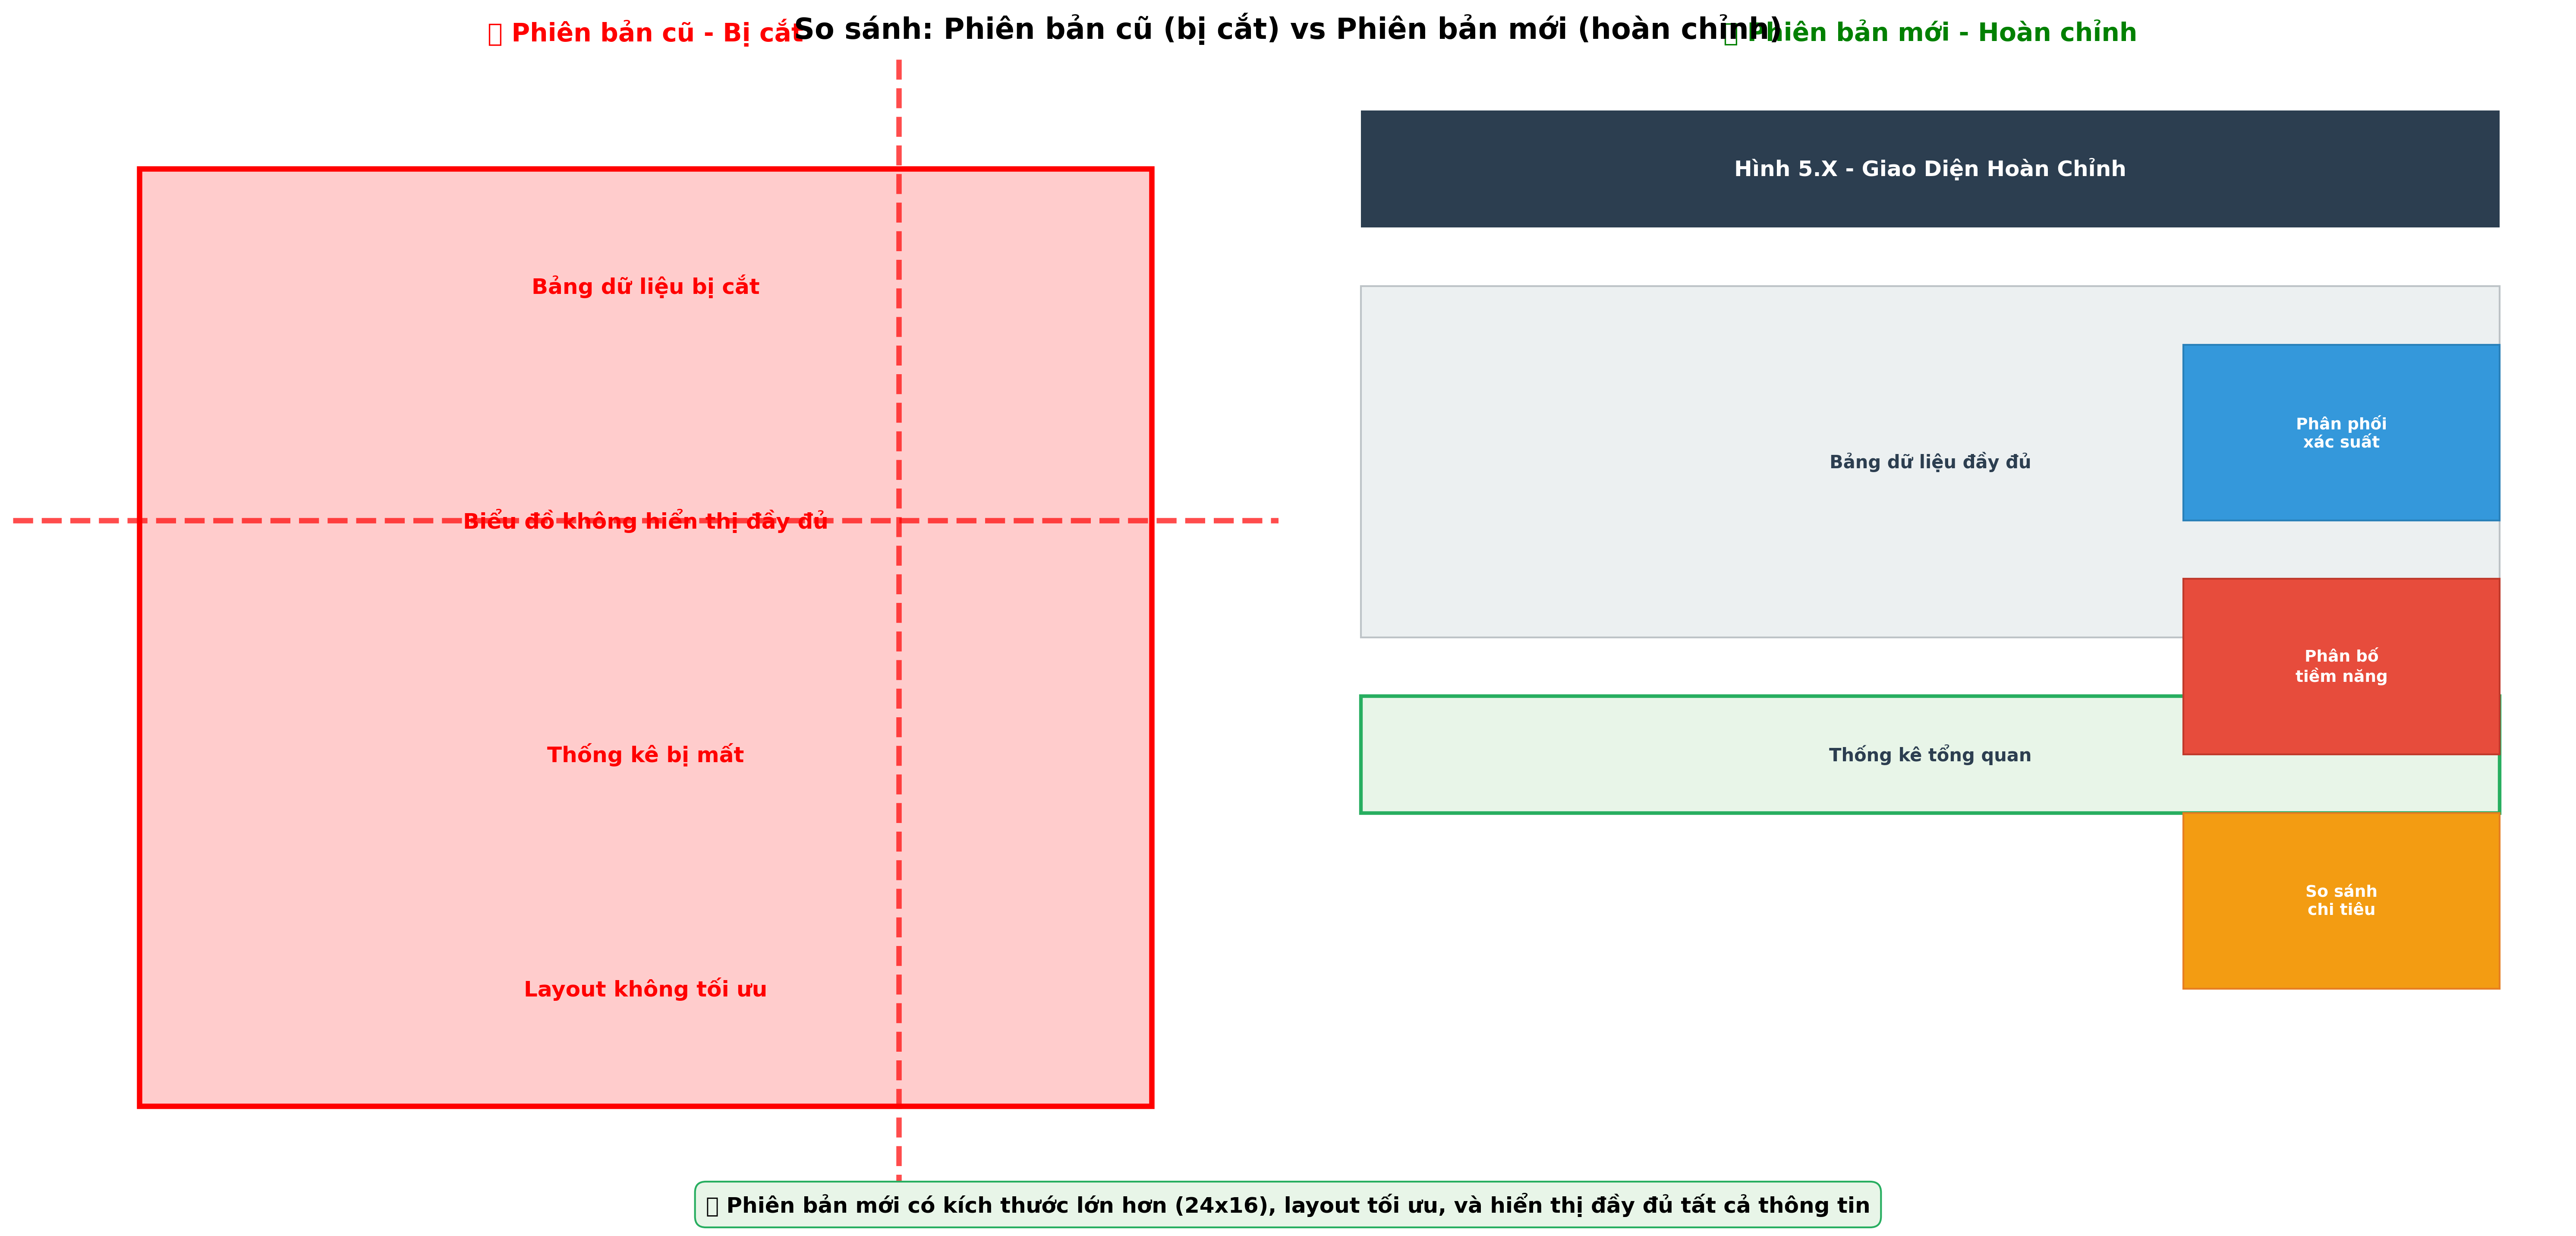 Phiên bản cũ - Bị cắt
So sánh: Phiên bản cũ (bị cắt) vs Phiên bản mới (hoàn chỉnh)
Phiên bản mới - Hoàn chỉnh
Bảng dữ liệu bị cắt
Biểu đồ không hiển thị đầy đủ
Thống kê bị mất
Layout không tối ưu
Hình 5.X - Giao Diện Hoàn Chỉnh
Bảng dữ liệu đầy đủ
Phân phối
xác suất
Phân bố
tiềm năng
Thống kê tổng quan
So sánh
chi tiêu
Phiên bản mới có kích thước lớn hơn (24x16), layout tối ưu, và hiển thị đầy đủ tất cả thông tin